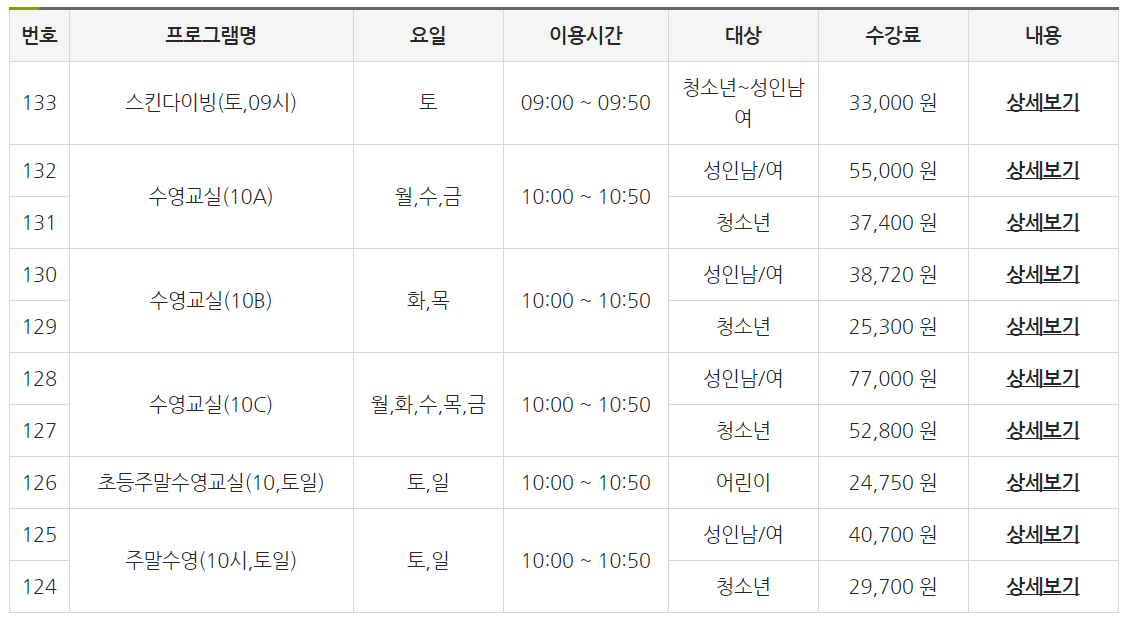 번호 프로그램명 요일 이용시간 대상 수강료 내용
133 스킨다이빙(토,09시) 토 09:00 ~ 09:50 청소년~성인남
여 33,000 원 상세보기
132 수영교실(10A) 월,수,금 10:00 ~ 10:50 성인남/여 55,000 원 상세보기
131 청소년 37,400 원 상세보기
130 수영교실(10B) 화,목 10:00 ~ 10:50 성인남/여 38,720 원 상세보기
129 청소년 25,300 원 상세보기
128 수영교실(10C) 월,화,수,목,금 10:00 ~ 10:50 성인남/여 77,000 원 상세보기
127 청소년 52,800 원 상세보기
126 초등주말수영교실(10,토일) 토,일 10:00 ~ 10:50 어린이 24,750 원 상세보기
125 주말수영(10시,토일) 토,일 10:00 ~ 10:50 성인남/여 40,700 원 상세보기
124 청소년 29,700 원 상세보기